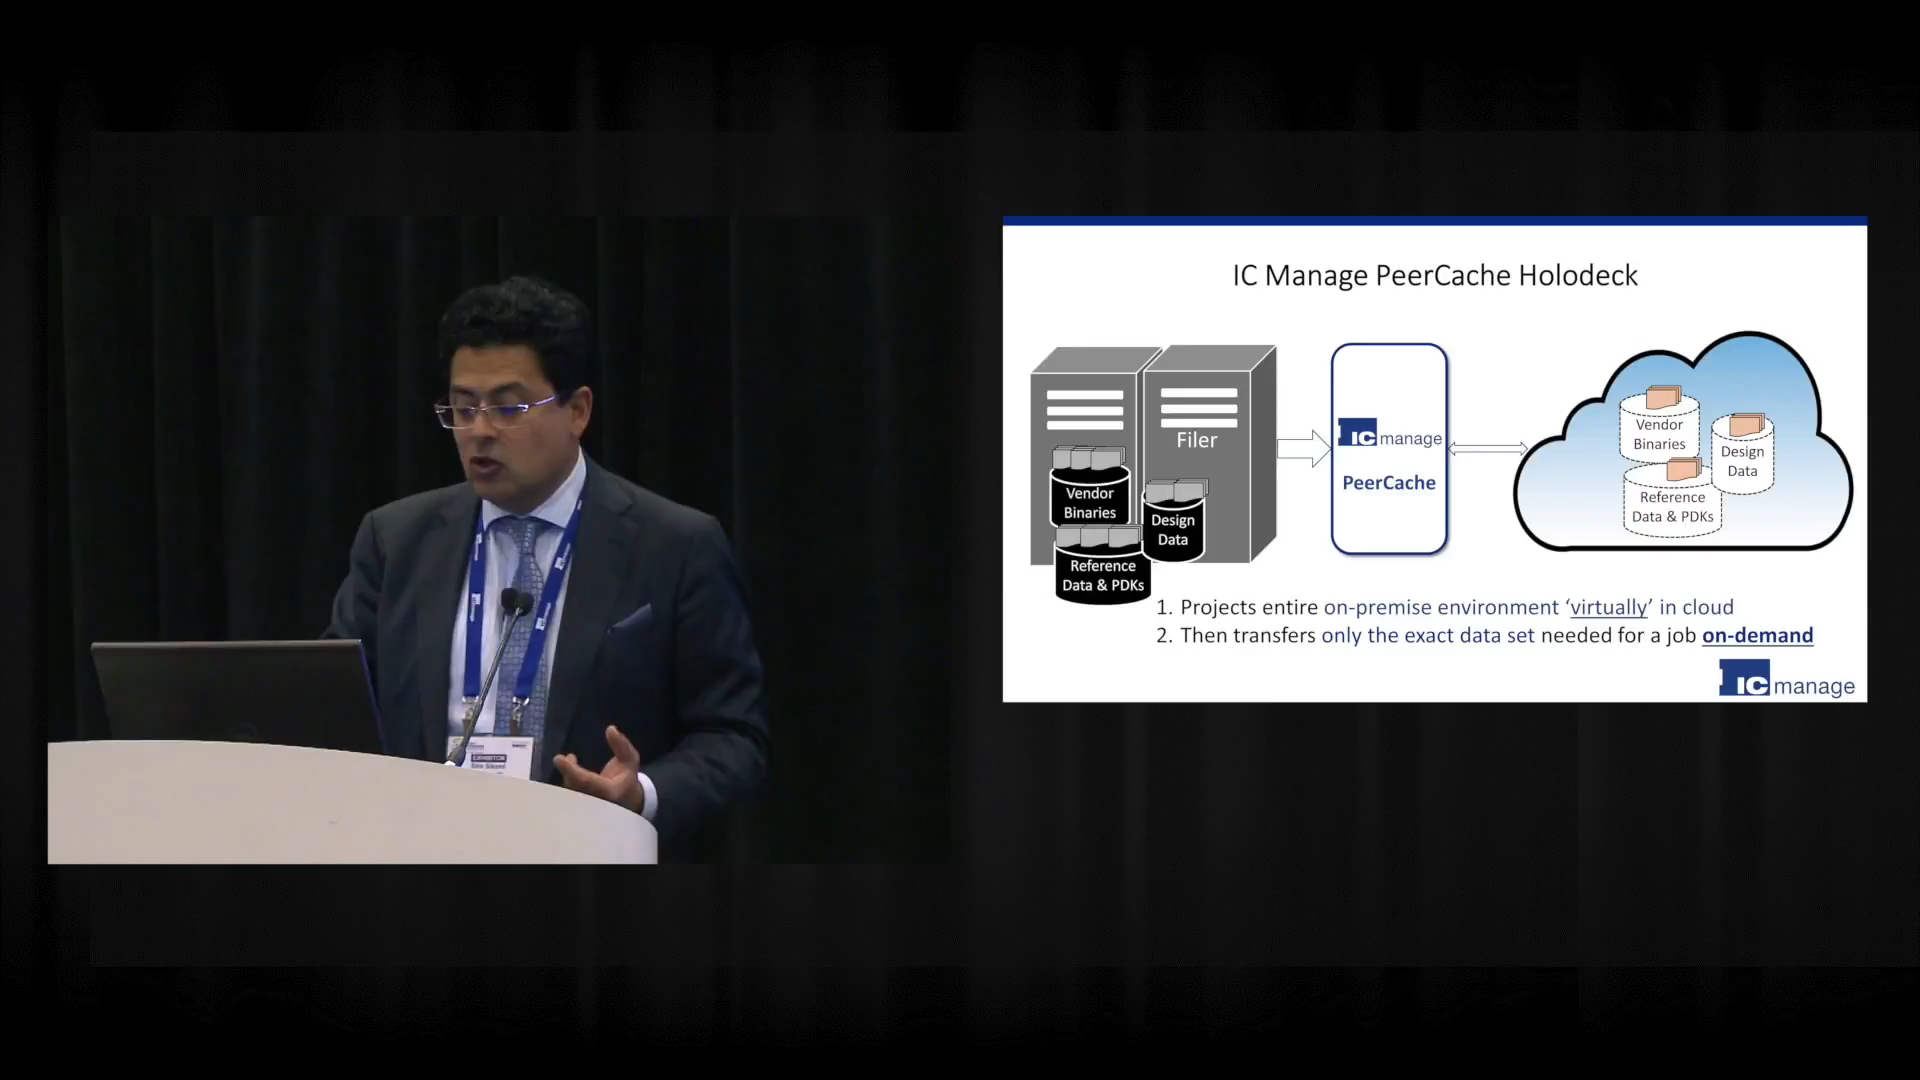 IC Manage PeerCache Holodeck
Filer
Vendor
Binaries
Design
Data
Reference
Data & PDKs
IC manage
PeerCache
Vendor
Binaries
Design
Data
Reference
Data & PDKs
1. Projects entire on-premise environment ‘virtually’ in cloud
2. Then transfers only the exact data set needed for a job on-demand
IC manage
EXHIBITOR